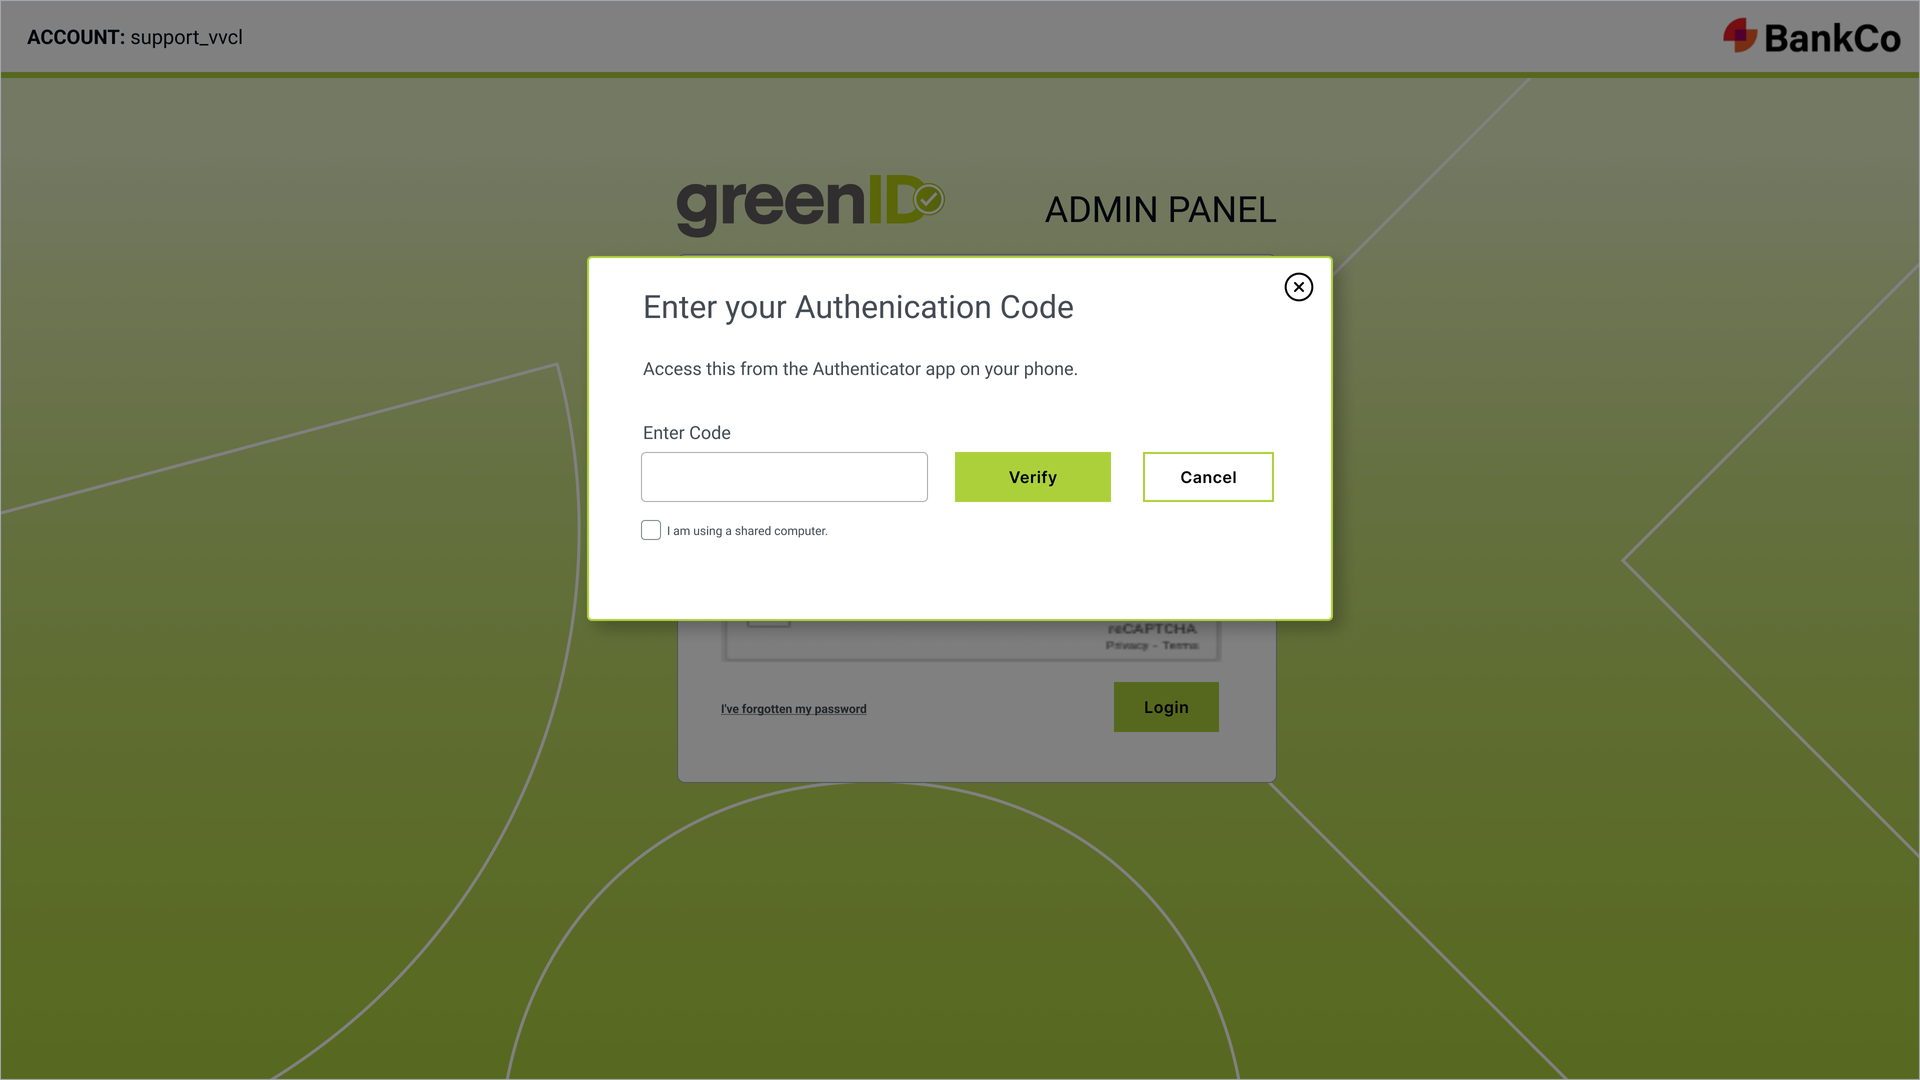 ACCOUNT: support_vvcl
BankCo
greenID
ADMIN PANEL
Enter your Authenication Code
Access this from the Authenticator app on your phone.
Enter Code
Verify
Cancel
I am using a shared computer.
reCAPTCHA
Privacy - Terms
I've forgotten my password
Login